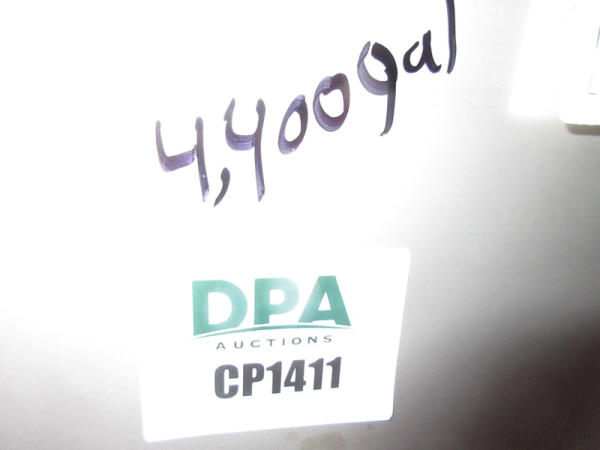 4,400gal
DPA
AUCTIONS
CP1411